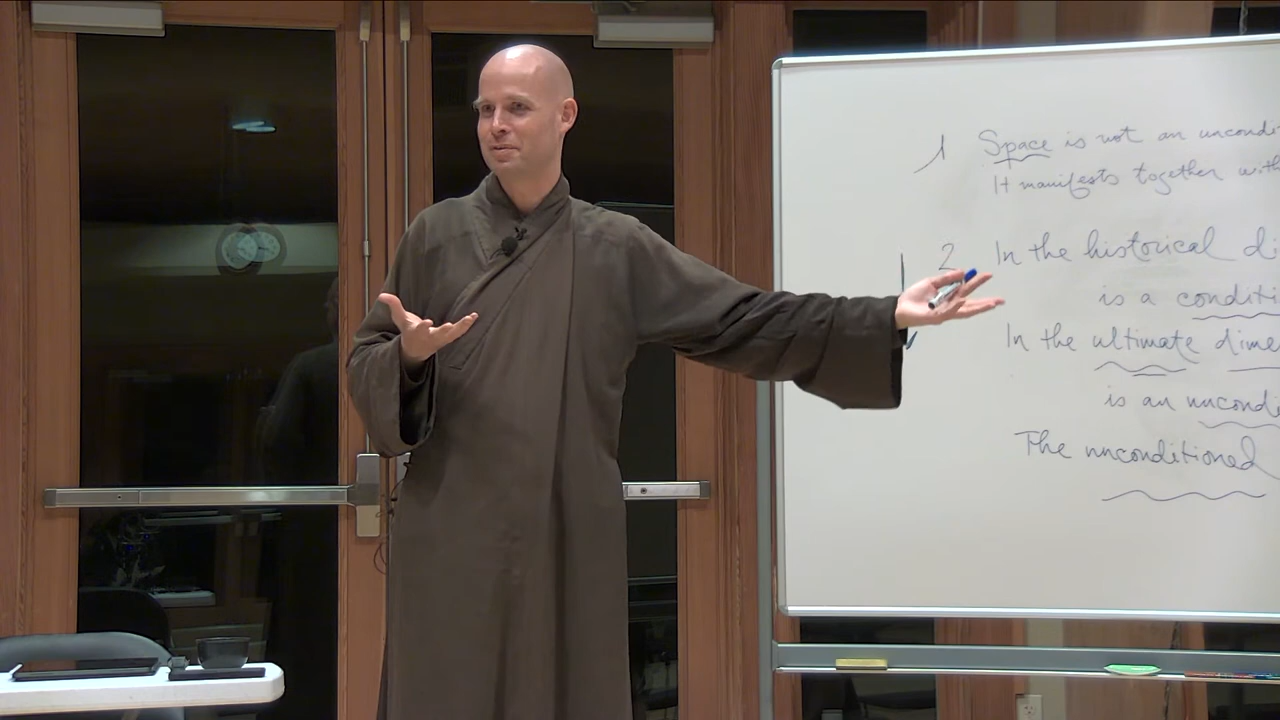 1 Space is not an uncondi
It manifests together with
2 In the historical di
is a conditi
In the ultimate dime
is an uncondi
The unconditioned